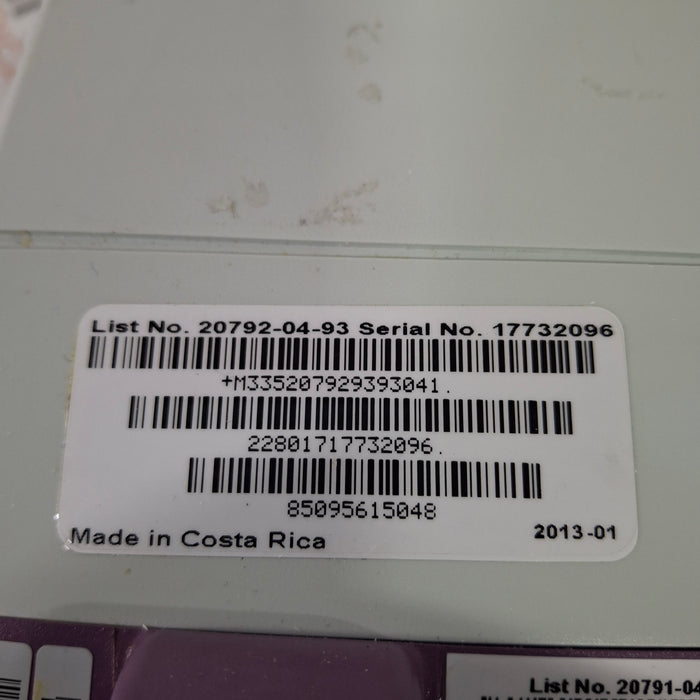 List No. 20792-04-93 Serial No. 17732096
+M335207929393041.
22801717732096.
85095615048
Made in Costa Rica
2013-01
List No. 20791-04